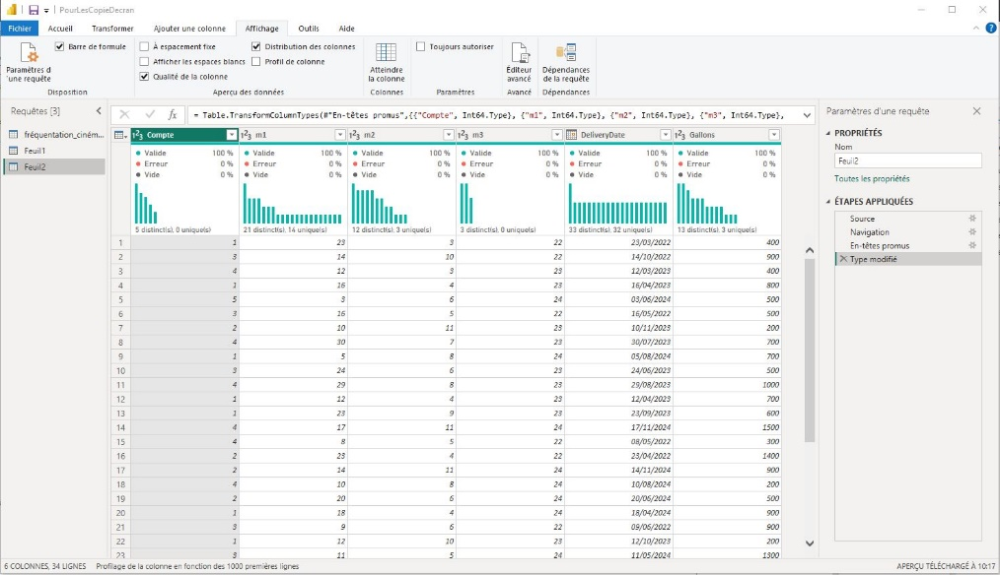 PourLesCopieDecran
Fichier Accueil Transformer Ajouter une colonne Affichage Outils Aide
Paramètres d'une requête
Barre de formule
Disposition
À espacement fixe
Afficher les espaces blancs
Qualité de la colonne
Distribution des colonnes
Profil de colonne
Aperçu des données
Atteindre la colonne
Colonnes
Toujours autoriser
Paramètres
Éditeur avancé
Avancé
Dépendances de la requête
Dépendances
Requêtes [3]
fréquentation_ciném...
Feuil1
Feuil2
= Table.TransformColumnTypes(#"En-têtes promus",{{"Compte", Int64.Type}, {"m1", Int64.Type}, {"m2", Int64.Type}, {"m3", Int64.Type},
Compte m1 m2 m3 DeliveryDate Gallons
Valide 100 % Valide 100 % Valide 100 % Valide 100 % Valide 100 % Valide 100 %
Erreur 0 % Erreur 0 % Erreur 0 % Erreur 0 % Erreur 0 % Erreur 0 %
Vide 0 % Vide 0 % Vide 0 % Vide 0 % Vide 0 % Vide 0 %
5 distinct(s), 0 unique(s) 21 distinct(s), 14 unique(s) 12 distinct(s), 3 unique(s) 3 distinct(s), 0 unique(s) 33 distinct(s), 32 unique(s) 13 distinct(s), 3 unique(s)
1 1 23 3 22 23/03/2022 400
2 3 14 10 22 14/10/2022 900
3 4 12 3 23 12/03/2023 400
4 1 16 4 23 16/04/2023 800
5 5 3 6 24 03/06/2024 500
6 3 16 5 22 16/05/2022 500
7 2 10 11 23 10/11/2023 200
8 4 30 7 23 30/07/2023 700
9 1 5 8 24 05/08/2024 700
10 3 24 6 23 24/06/2023 500
11 4 29 8 23 29/08/2023 1000
12 1 12 4 23 12/04/2023 700
13 1 23 9 23 23/09/2023 600
14 4 17 11 24 17/11/2024 1500
15 4 8 5 22 08/05/2022 300
16 2 23 4 22 23/04/2022 1400
17 2 14 11 24 14/11/2024 900
18 4 10 8 24 10/08/2024 200
19 2 20 6 24 20/06/2024 500
20 1 18 4 24 18/04/2024 900
21 3 9 6 22 09/06/2022 900
22 1 12 10 23 12/10/2023 200
23 3 11 5 24 11/05/2024 1300
Paramètres d'une requête
PROPRIÉTÉS
Nom
Feuil2
Toutes les propriétés
ÉTAPES APPLIQUÉES
Source
Navigation
En-têtes promus
Type modifié
6 COLONNES, 34 LIGNES Profilage de la colonne en fonction des 1000 premières lignes APERÇU TÉLÉCHARGÉ À 10:17